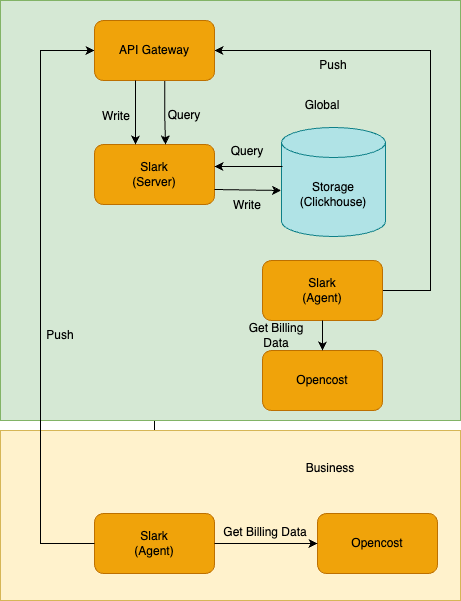 API Gateway
Push
Global
Write
Query
Slark
(Server)
Query
Write
Storage
(Clickhouse)
Slark
(Agent)
Get Billing
Data
Push
Opencost
Business
Slark
(Agent)
Get Billing Data
Opencost